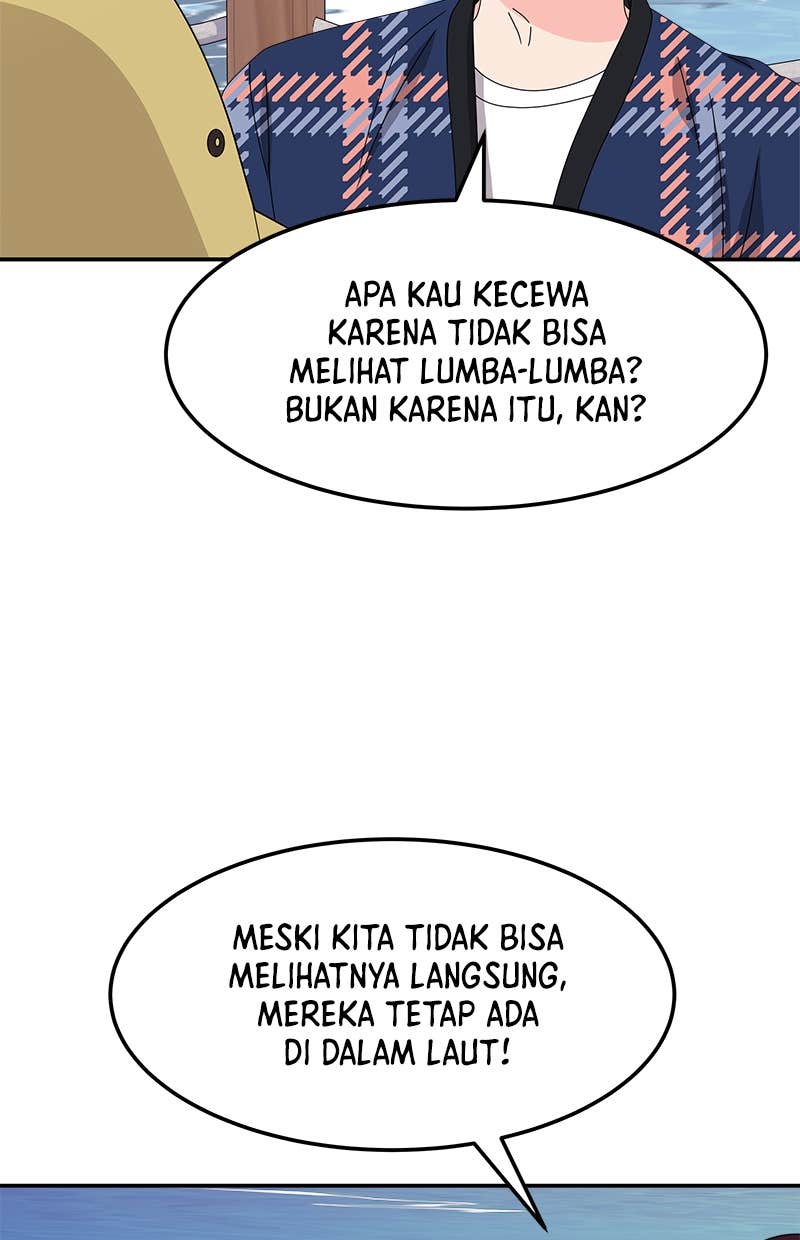 APA KAU KECEWA
KARENA TIDAK BISA
MELIHAT LUMBA-LUMBA?
BUKAN KARENA ITU, KAN?
MESKI KITA TIDAK BISA
MELIHATNYA LANGSUNG,
MEREKA TETAP ADA
DI DALAM LAUT!